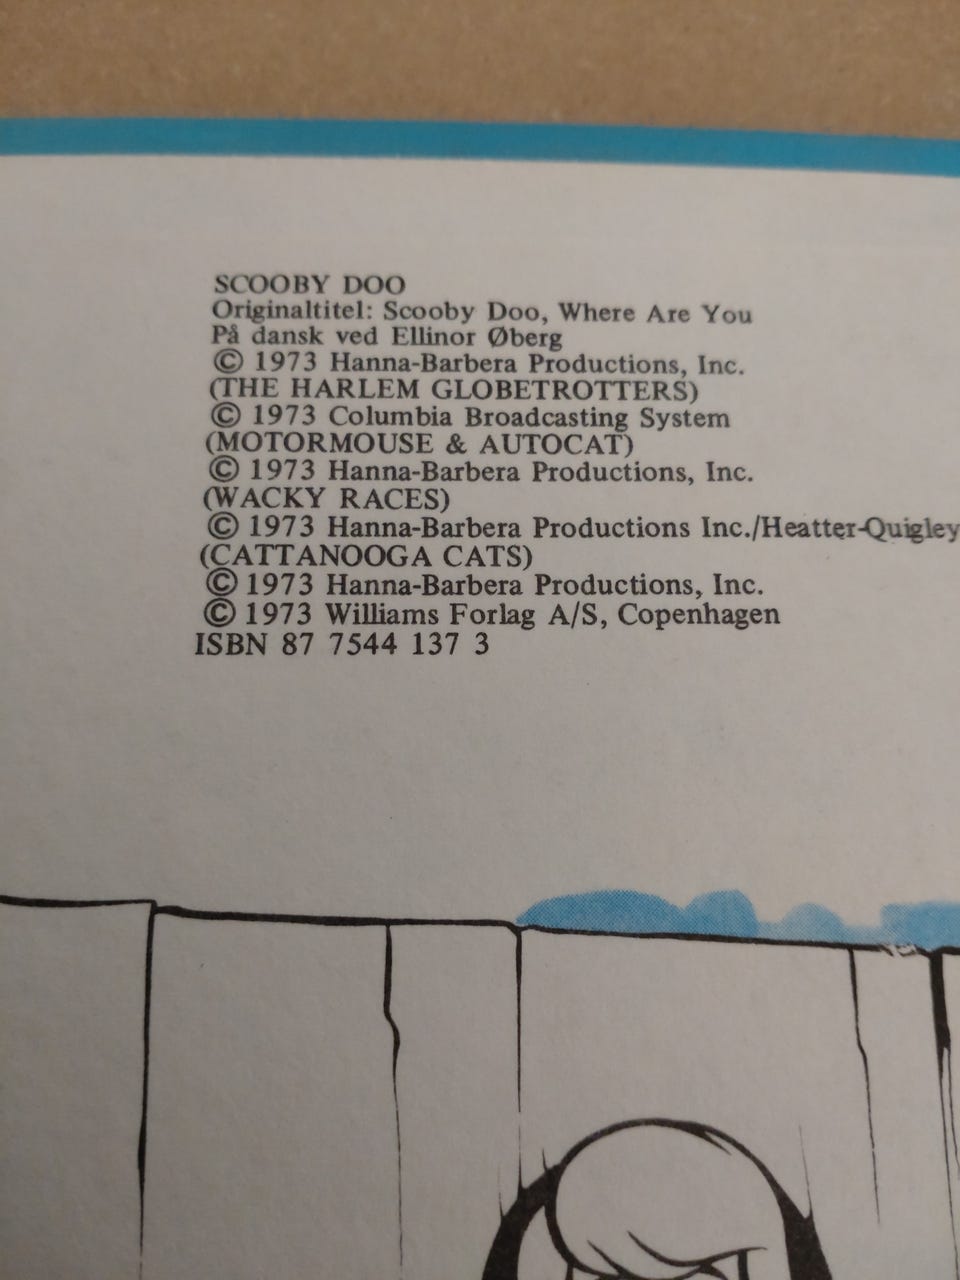 SCOOBY DOO
Originaltitel: Scooby Doo, Where Are You
På dansk ved Ellinor Øberg
© 1973 Hanna-Barbera Productions, Inc.
(THE HARLEM GLOBETROTTERS)
© 1973 Columbia Broadcasting System
(MOTORMOUSE & AUTOCAT)
© 1973 Hanna-Barbera Productions, Inc.
(WACKY RACES)
© 1973 Hanna-Barbera Productions Inc./Heatter-Quigley
(CATTANOOGA CATS)
© 1973 Hanna-Barbera Productions, Inc.
© 1973 Williams Forlag A/S, Copenhagen
ISBN 87 7544 137 3